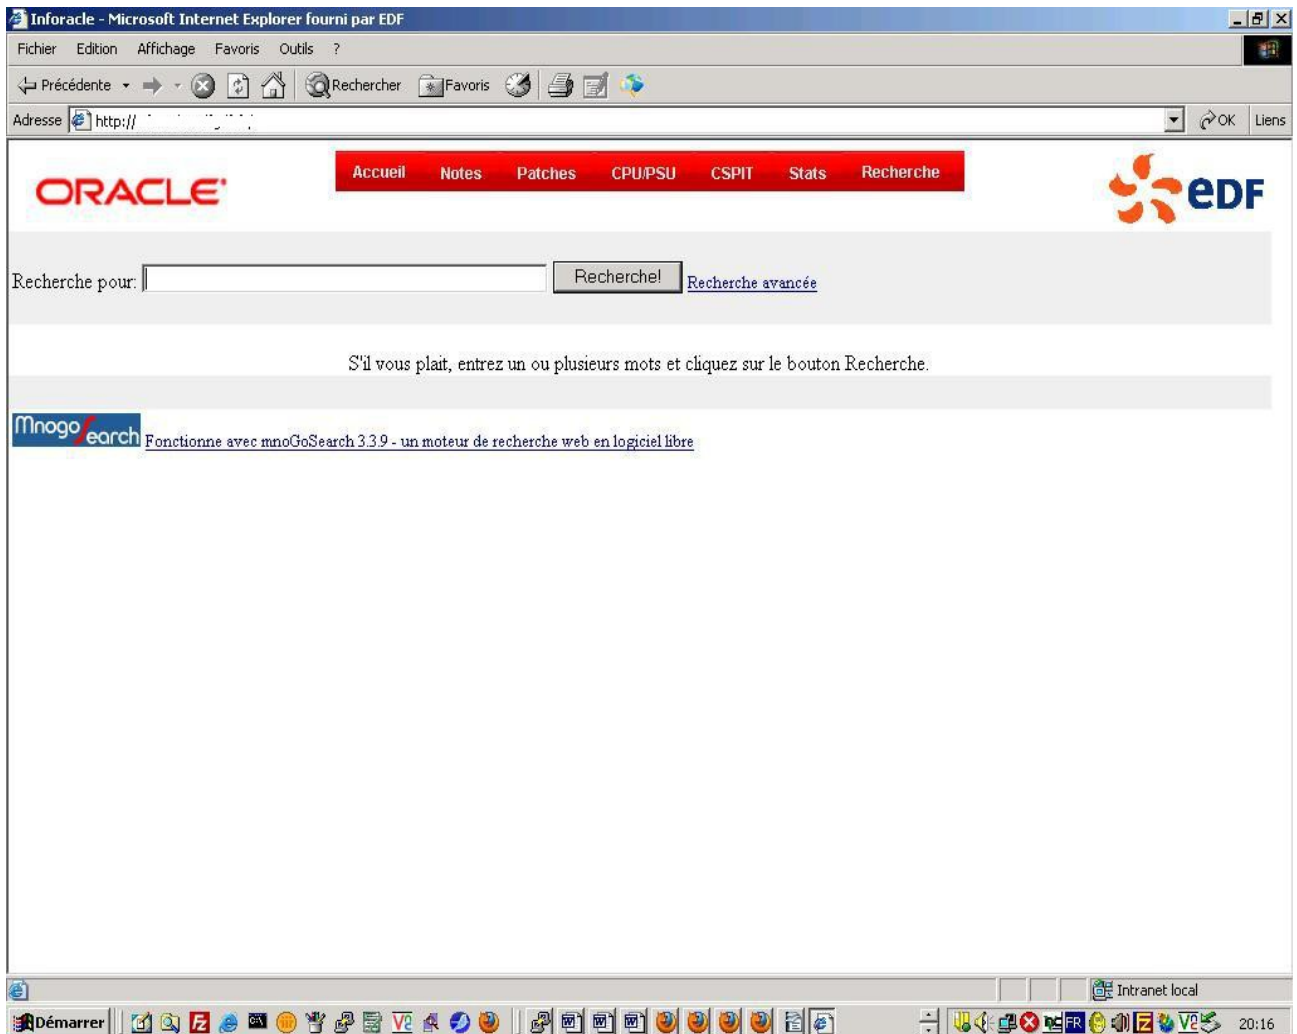 Inforacle - Microsoft Internet Explorer fourni par EDF
Fichier Edition Affichage Favoris Outils ?
Précédente Rechercher Favoris
Adresse http:// OK Liens
ORACLE
Accueil Notes Patches CPU/PSU CSPIT Stats Recherche
eDF
Recherche pour: Recherche! Recherche avancée
S'il vous plait, entrez un ou plusieurs mots et cliquez sur le bouton Recherche.
Mnogo Search Fonctionne avec mnoGoSearch 3.3.9 - un moteur de recherche web en logiciel libre
Intranet local
Démarrer FR 20:16